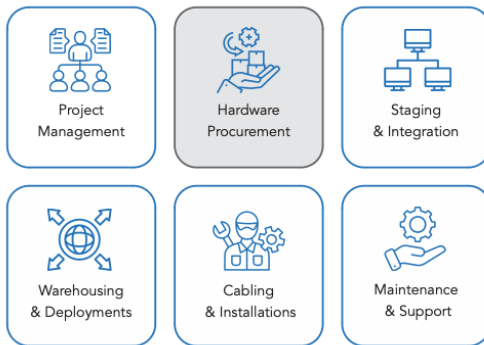 Project
Management
Hardware
Procurement
Staging
& Integration
Warehousing
& Deployments
Cabling
& Installations
Maintenance
& Support